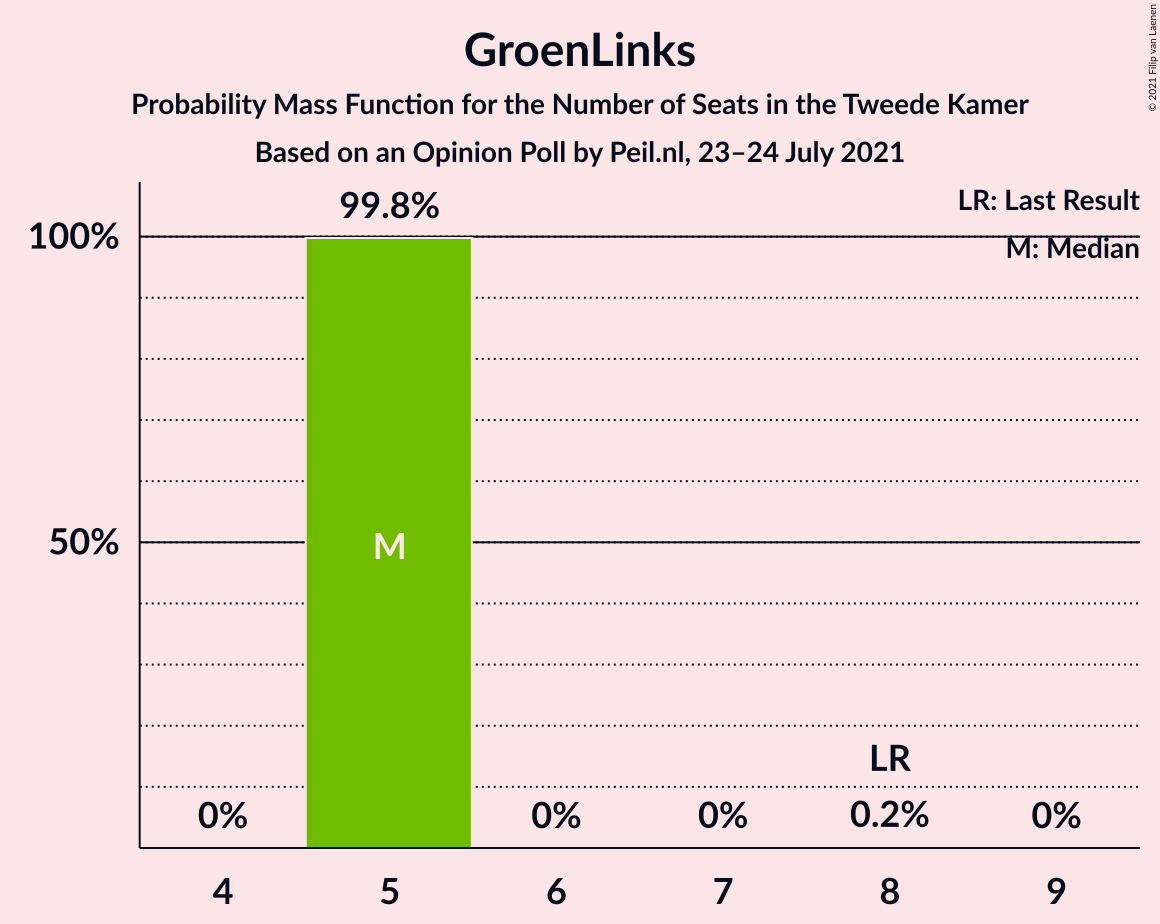 GroenLinks
Probability Mass Function for the Number of Seats in the Tweede Kamer
Based on an Opinion Poll by Peil.nl, 23–24 July 2021
© 2021 Filip van Laenen
LR: Last Result
M: Median
99.8%
100%
50%
M
LR
0%
0%
0%
0.2%
0%
4
5
6
7
8
9